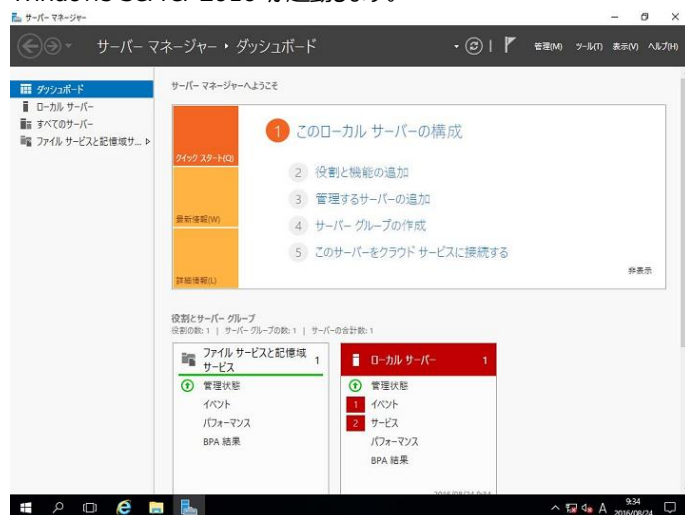 Windows Server 2016 が起動します。
サーバー マネージャー
サーバー マネージャー・ダッシュボード
管理(M) ツール(T) 表示(V) ヘルプ(H)
ダッシュボード
ローカル サーバー
すべてのサーバー
ファイル サービスと記憶域サ...
サーバー マネージャーへようこそ
クイック スタート(Q)
最新情報(W)
詳細情報(L)
1 このローカル サーバーの構成
2 役割と機能の追加
3 管理するサーバーの追加
4 サーバー グループの作成
5 このサーバーをクラウド サービスに接続する
非表示
役割とサーバー グループ
役割の数: 1 | サーバー グループの数: 1 | サーバーの合計数: 1
ファイル サービスと記憶域
サービス
1
管理状態
イベント
パフォーマンス
BPA 結果
ローカル サーバー 1
管理状態
1 イベント
2 サービス
パフォーマンス
BPA 結果
2016/08/24 9:34
A
9:34
2016/08/24